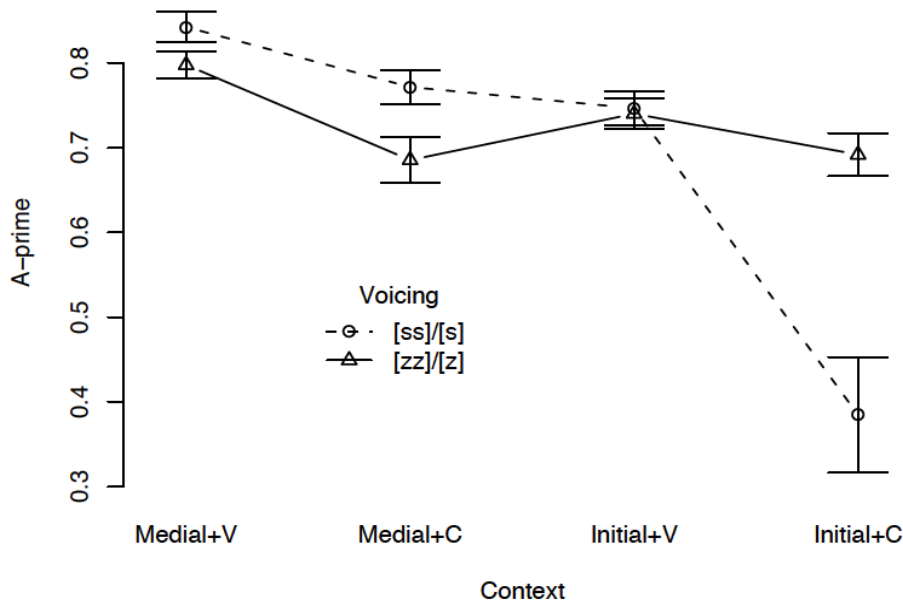 A-prime
0.8
0.7
0.6
0.5
0.4
0.3
Voicing
[ss]/[s]
[zz]/[z]
Medial+V Medial+C Initial+V Initial+C
Context